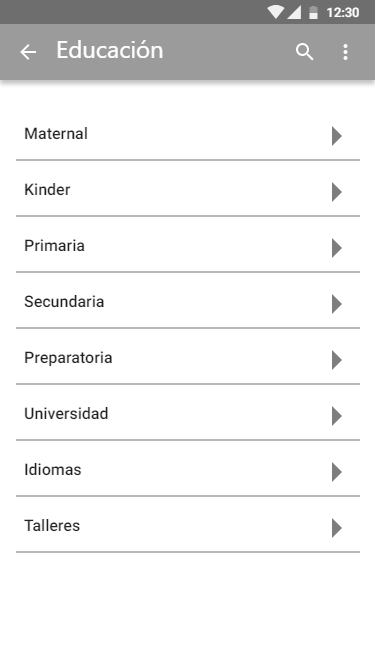 12:30
Educación
Maternal
Kinder
Primaria
Secundaria
Preparatoria
Universidad
Idiomas
Talleres